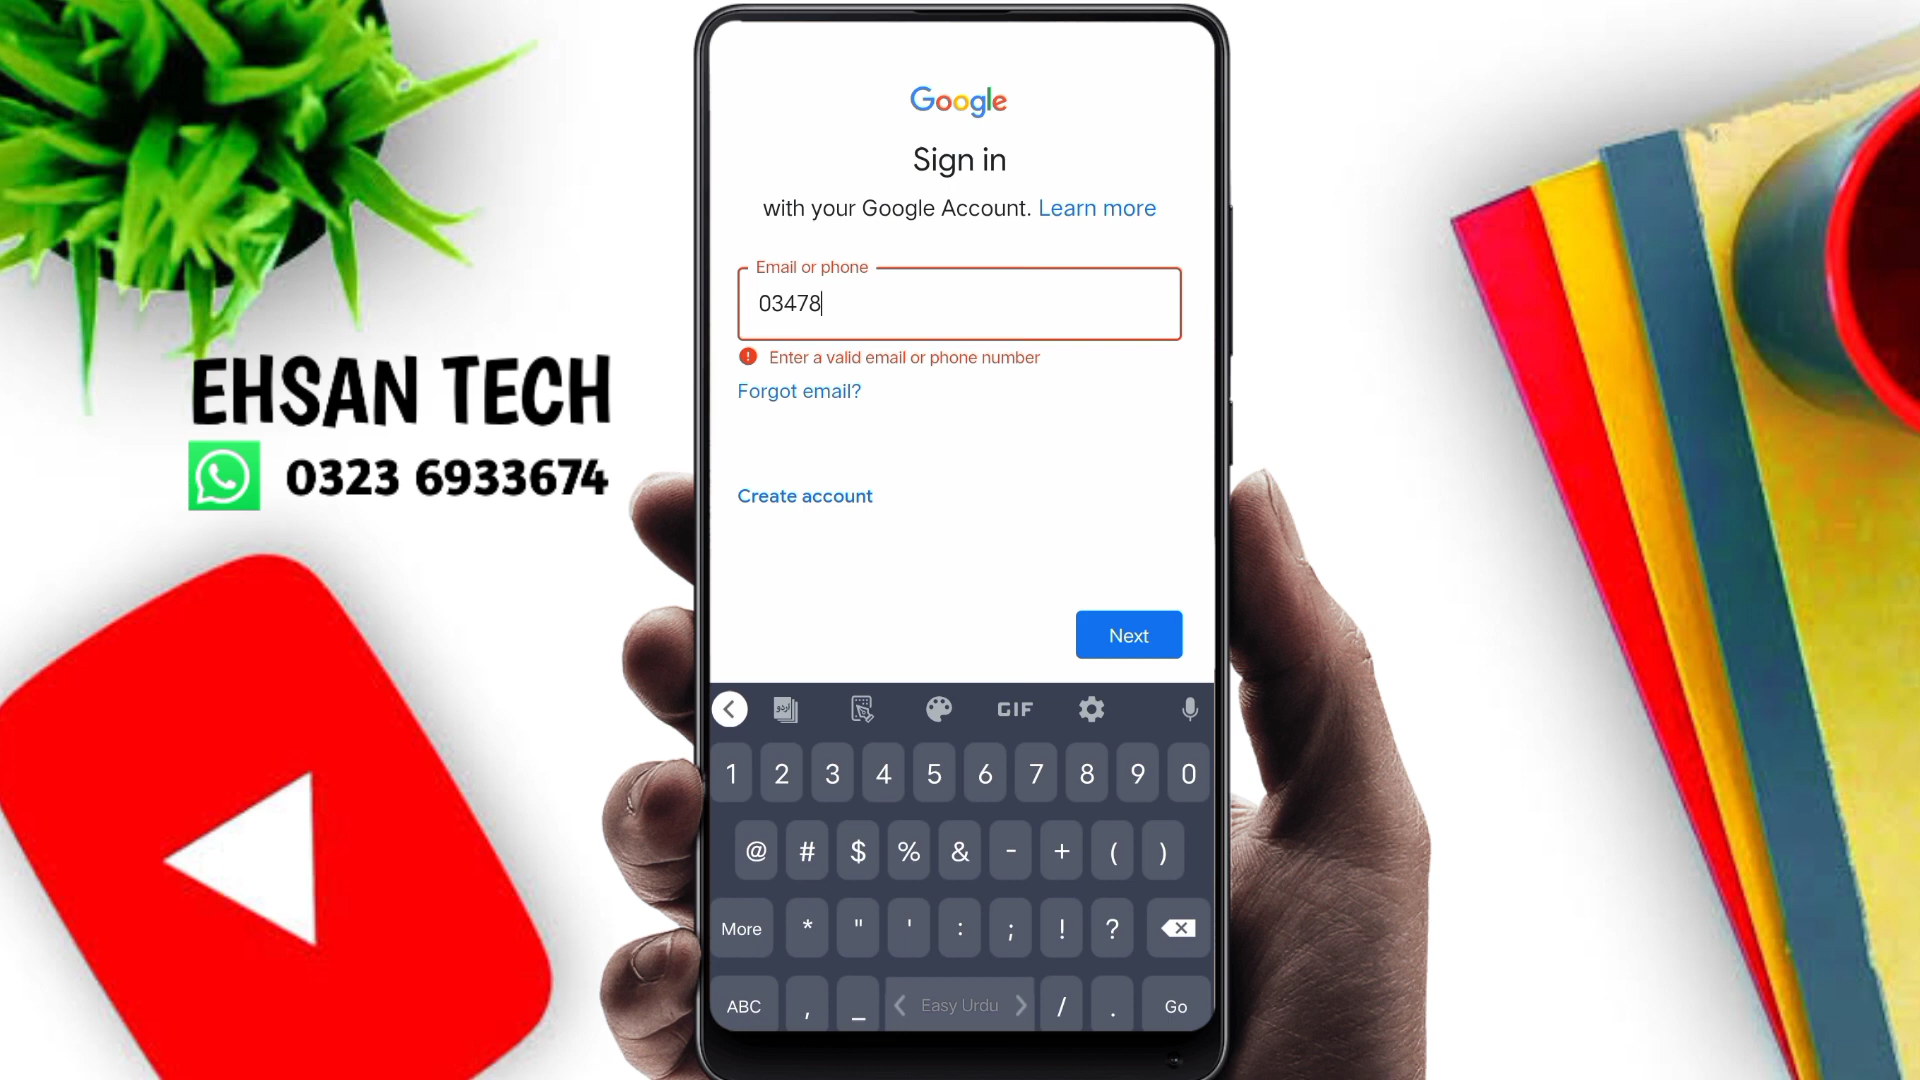 Google
Sign in
with your Google Account. Learn more
Email or phone
03478
Enter a valid email or phone number
Forgot email?
EHSAN TECH
0323 6933674
Create account
Next
اردو GIF
1 2 3 4 5 6 7 8 9 0
@ # $ % & - + ( )
More * " ' : ; ! ?
ABC , _ Easy Urdu / . Go